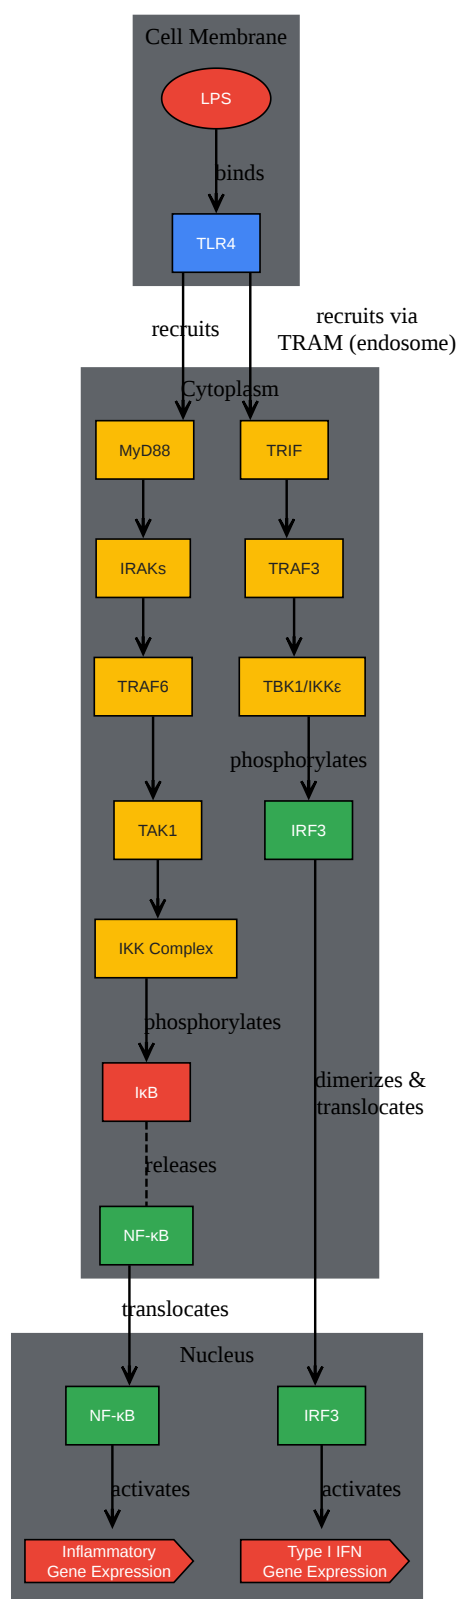 Cell Membrane
LPS
binds
TLR4
recruits
recruits via
TRAM (endosome)
Cytoplasm
MyD88
TRIF
IRAKs
TRAF3
TRAF6
TBK1/IKKε
phosphorylates
TAK1
IRF3
IKK Complex
phosphorylates
IκB
dimerizes &
translocates
releases
NF-κB
translocates
Nucleus
NF-κB
IRF3
activates
activates
Inflammatory
Gene Expression
Type I IFN
Gene Expression